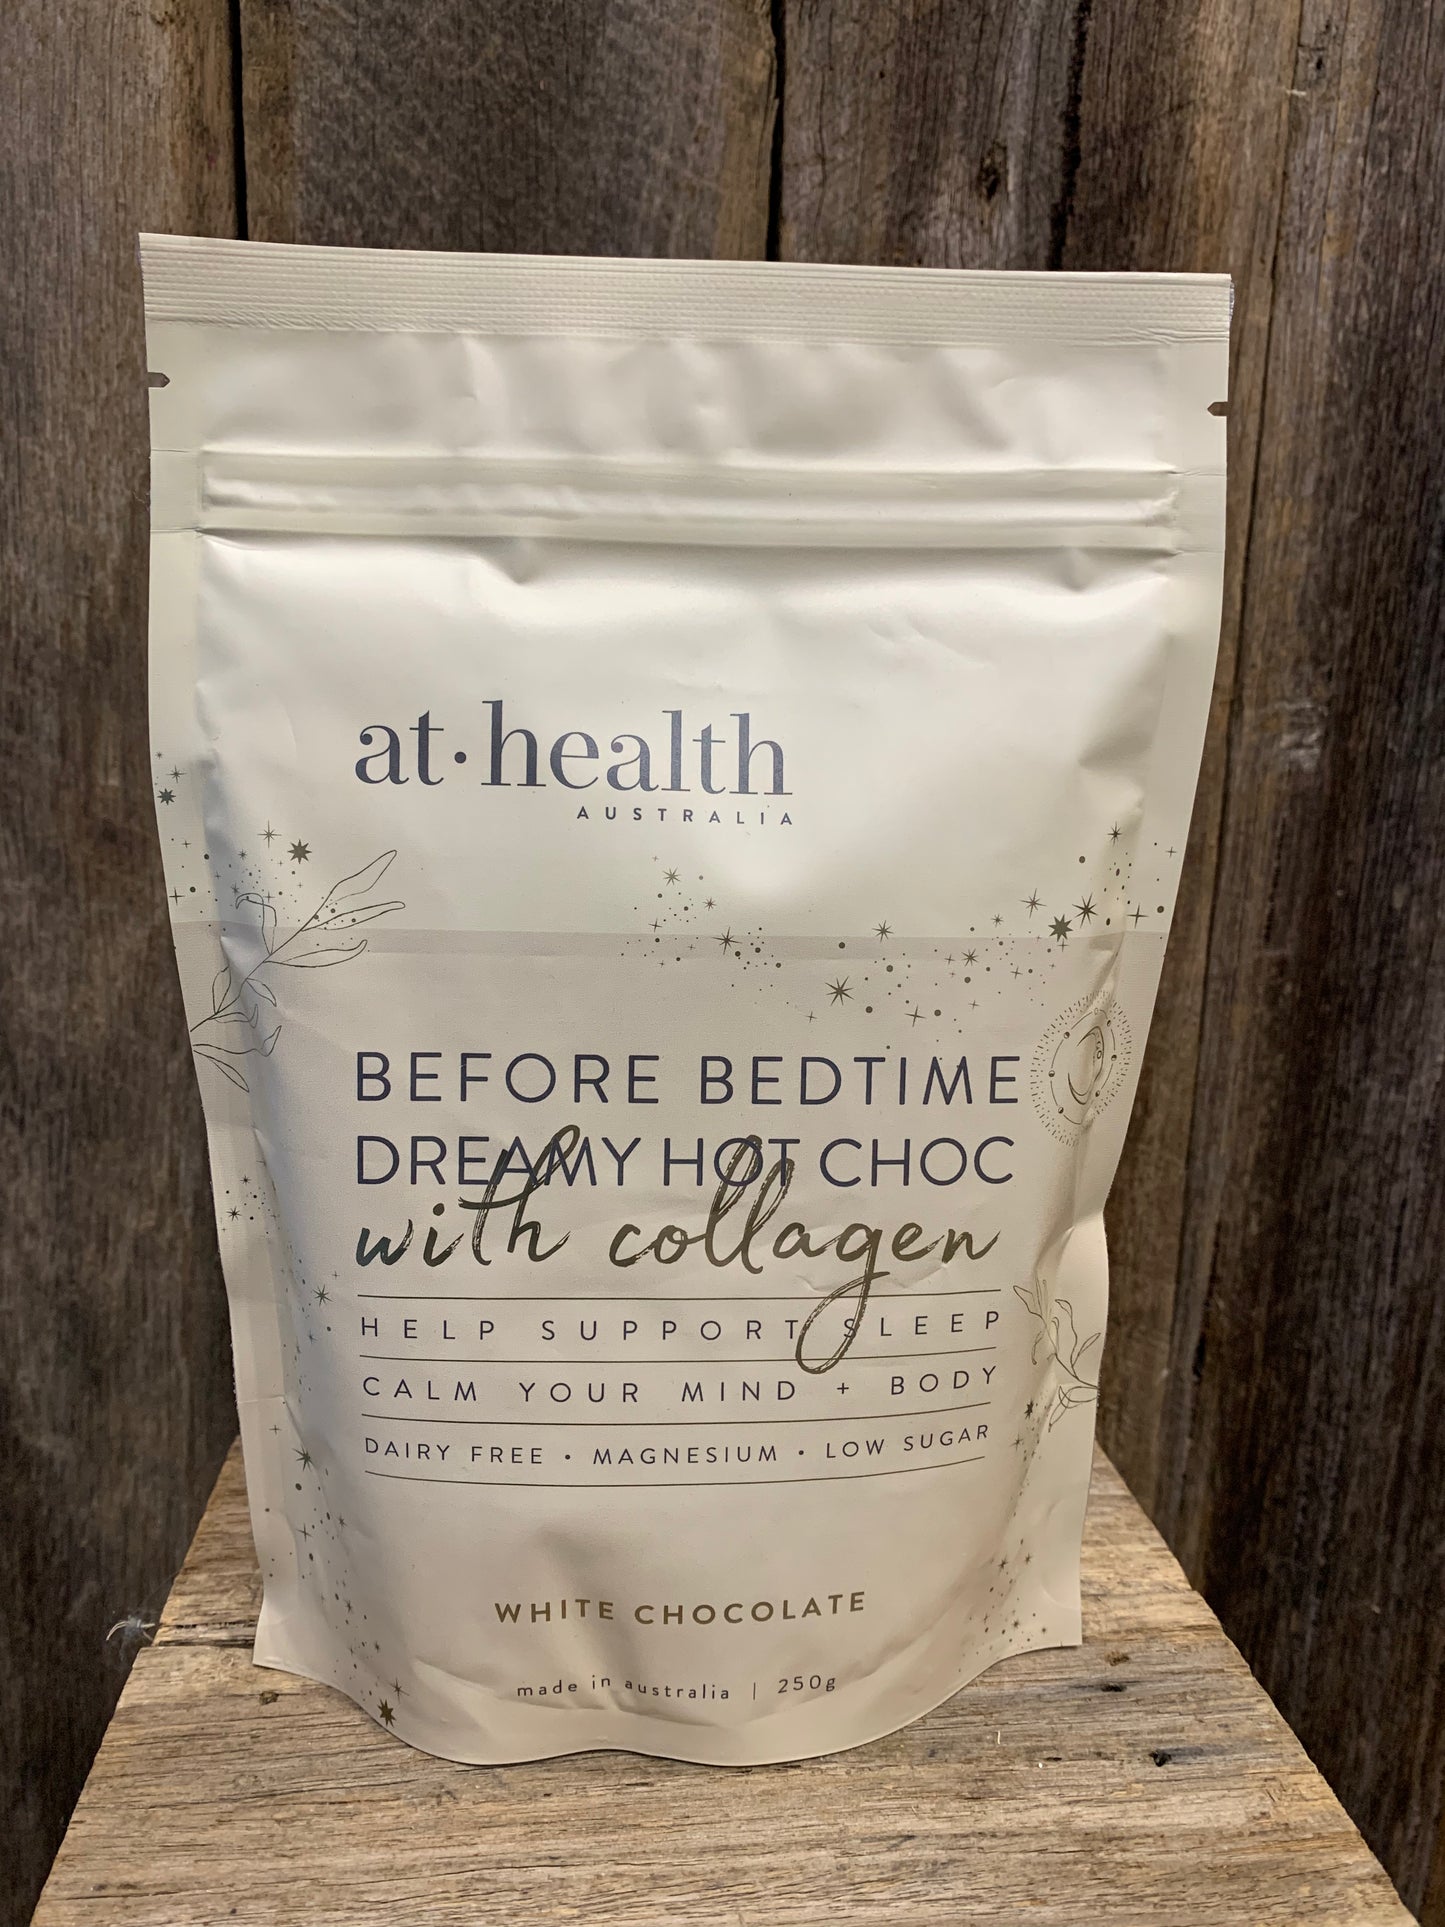 at·health
AUSTRALIA
BEFORE BEDTIME
DREAMY HOT CHOC
with collagen
HELP SUPPORT SLEEP
CALM YOUR MIND + BODY
DAIRY FREE • MAGNESIUM • LOW SUGAR
WHITE CHOCOLATE
made in australia | 250g